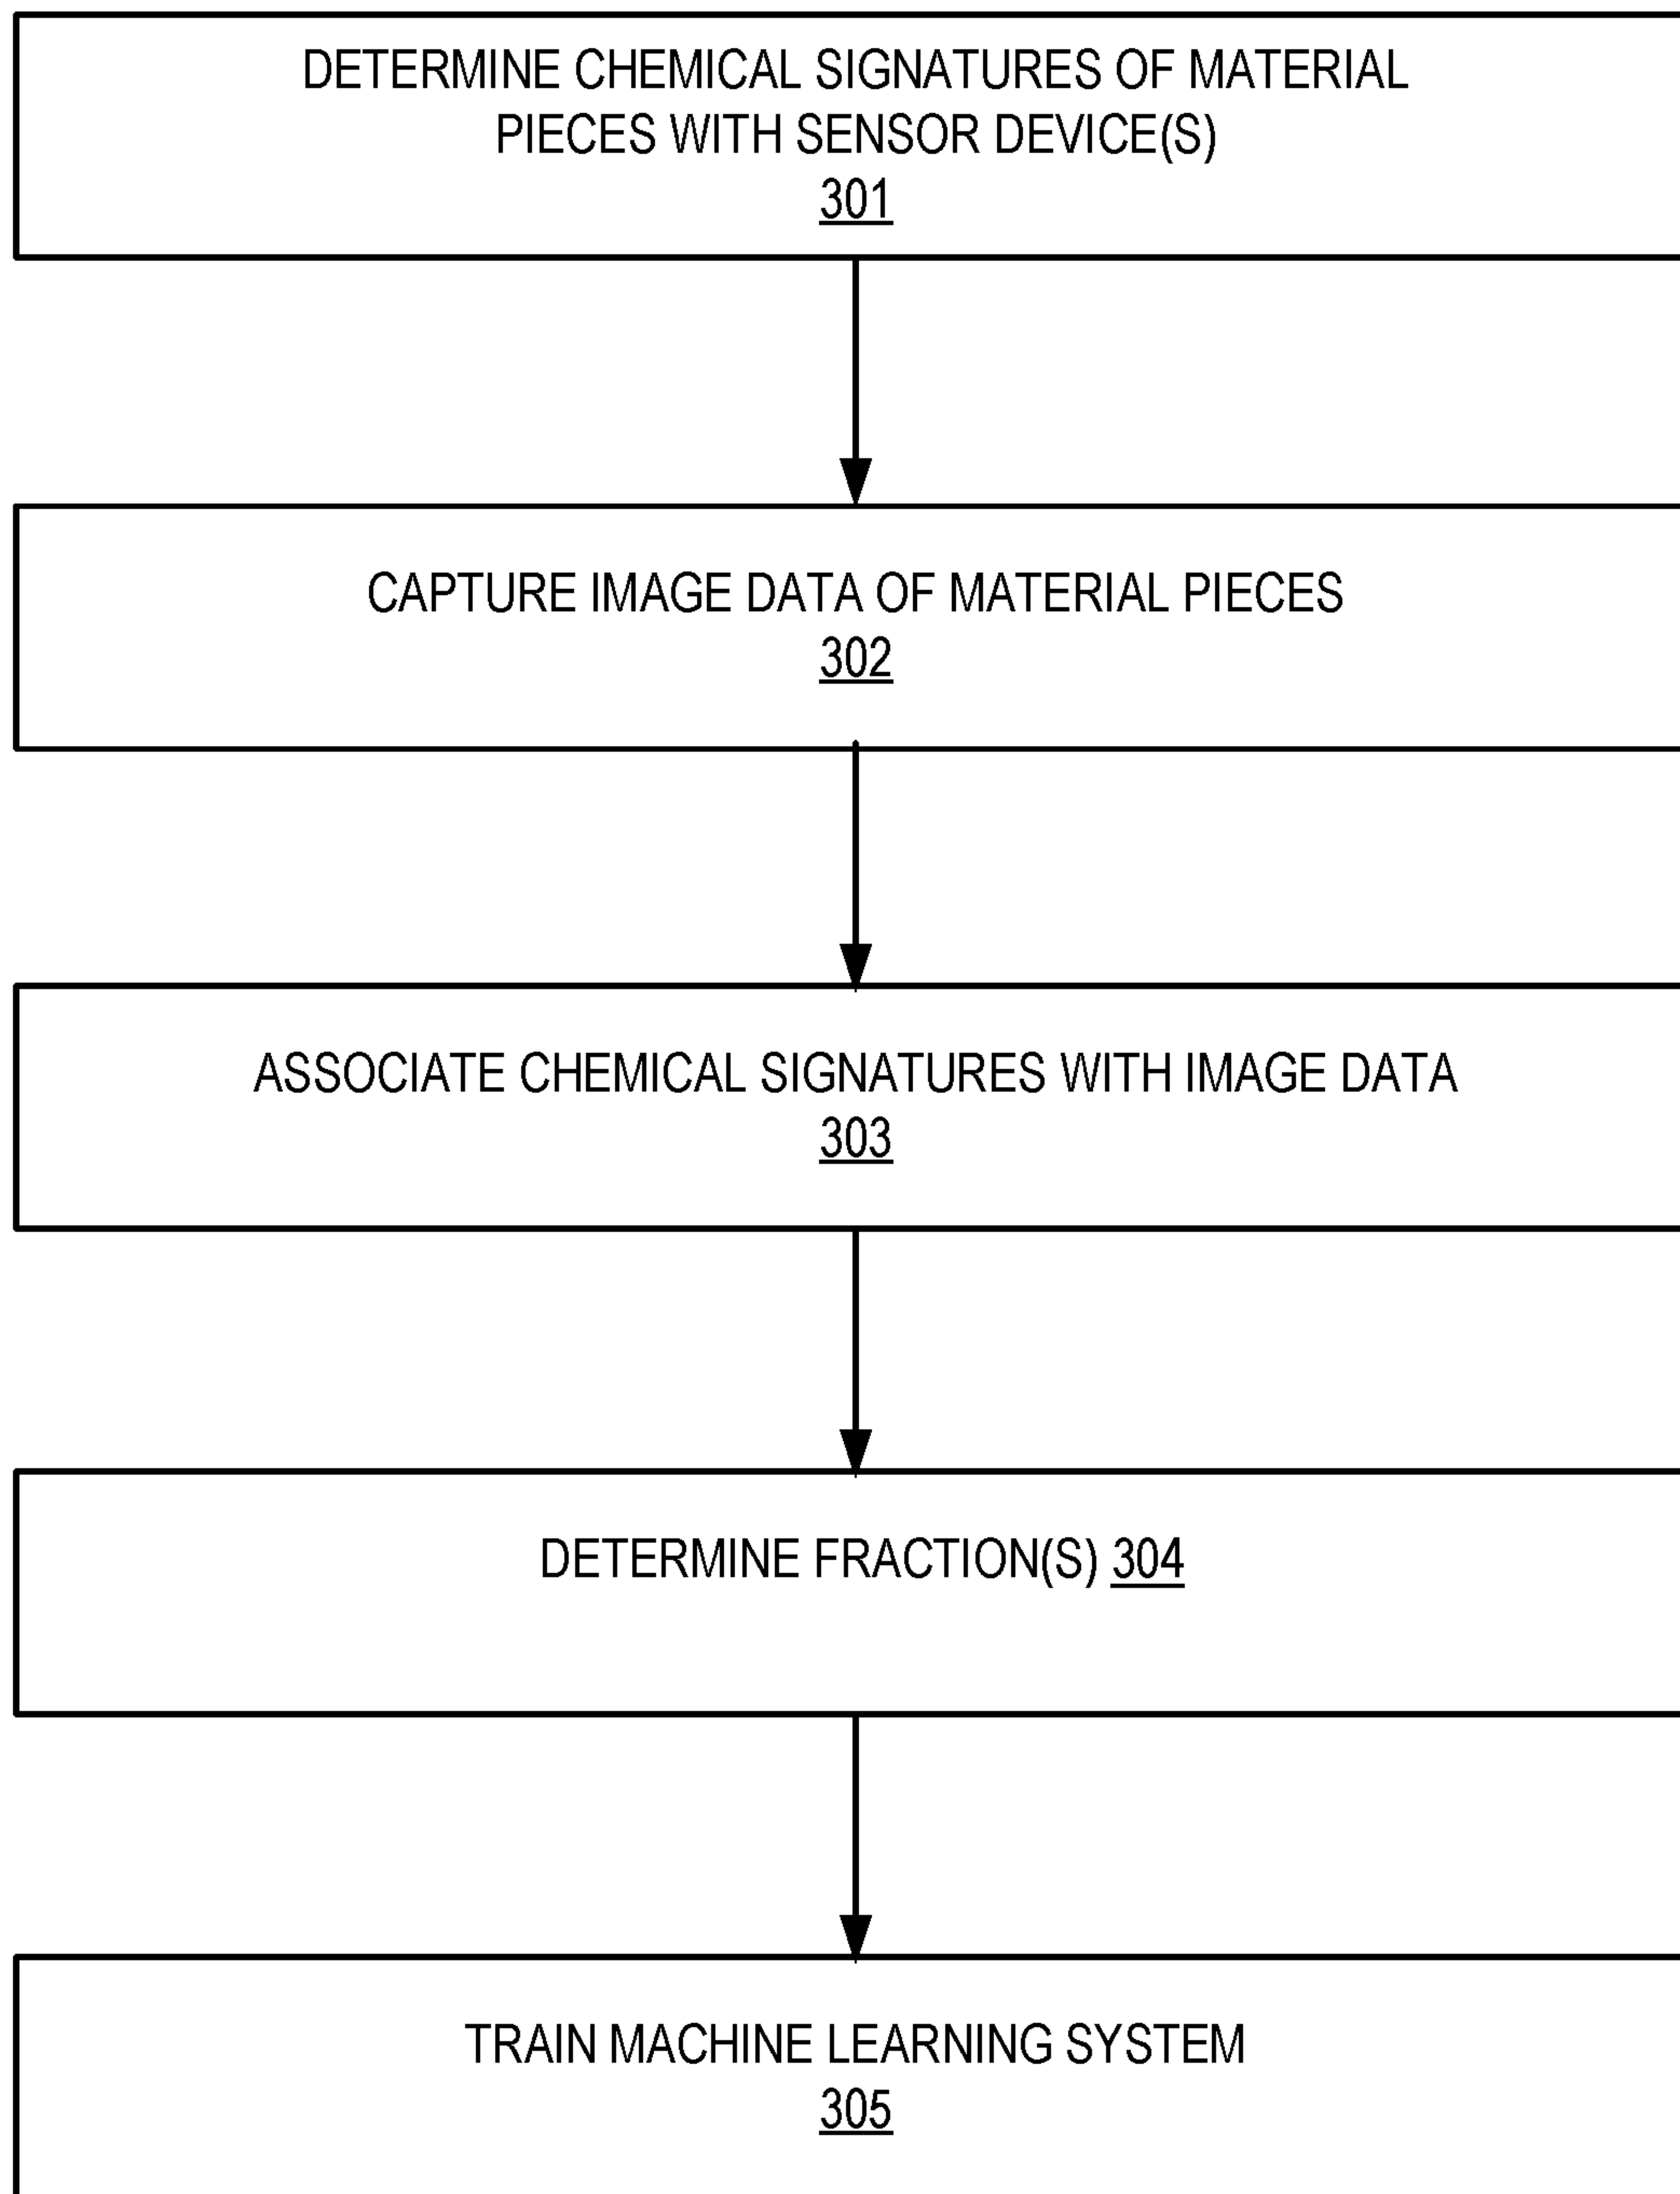 DETERMINE CHEMICAL SIGNATURES OF MATERIAL
PIECES WITH SENSOR DEVICE(S)
301
CAPTURE IMAGE DATA OF MATERIAL PIECES
302
ASSOCIATE CHEMICAL SIGNATURES WITH IMAGE DATA
303
DETERMINE FRACTION(S) 304
TRAIN MACHINE LEARNING SYSTEM
305